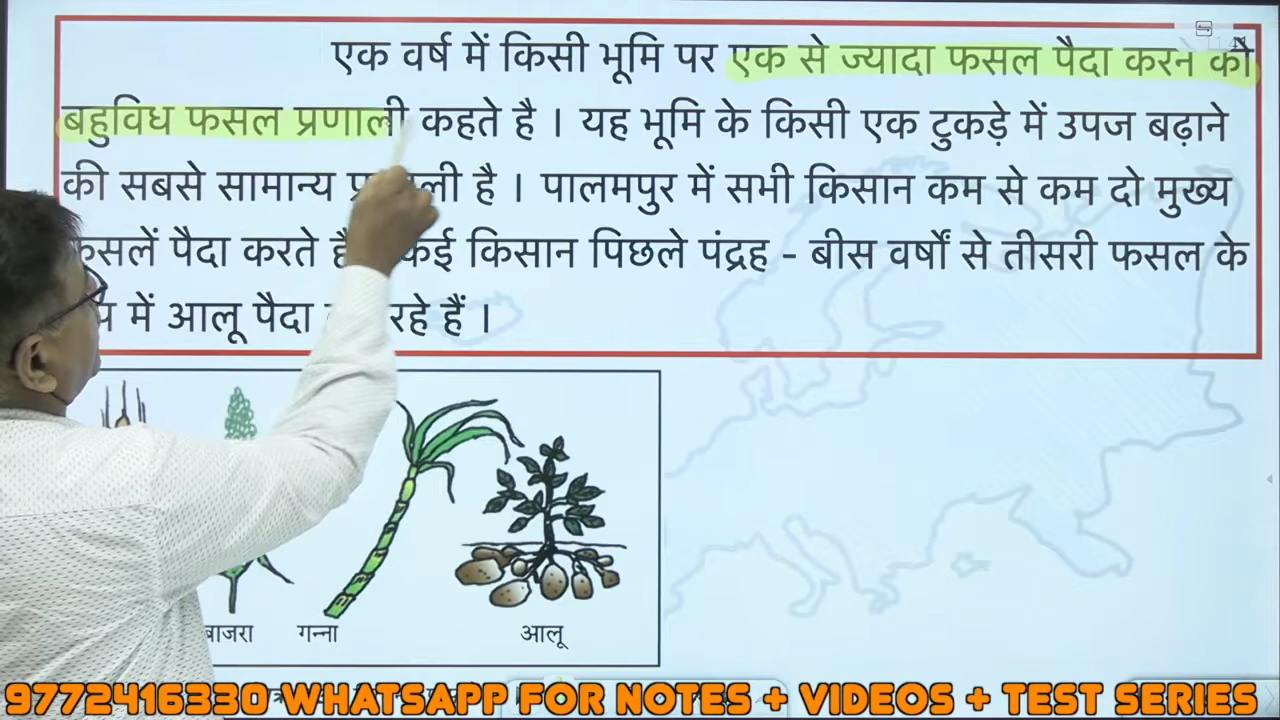 एक वर्ष में किसी भूमि पर एक से ज्यादा फसल पैदा करन को
बहुविध फसल प्रणाली कहते है । यह भूमि के किसी एक टुकड़े में उपज बढ़ाने
की सबसे सामान्य है । पालमपुर में सभी किसान कम से कम दो मुख्य
फसलें पैदा करते कई किसान पिछले पंद्रह - बीस वर्षों से तीसरी फसल के
में आलू पैदा रहे हैं ।
बाजरा गन्ना आलू
9772416330 WHATSAPP FOR NOTES + VIDEOS + TEST SERIES